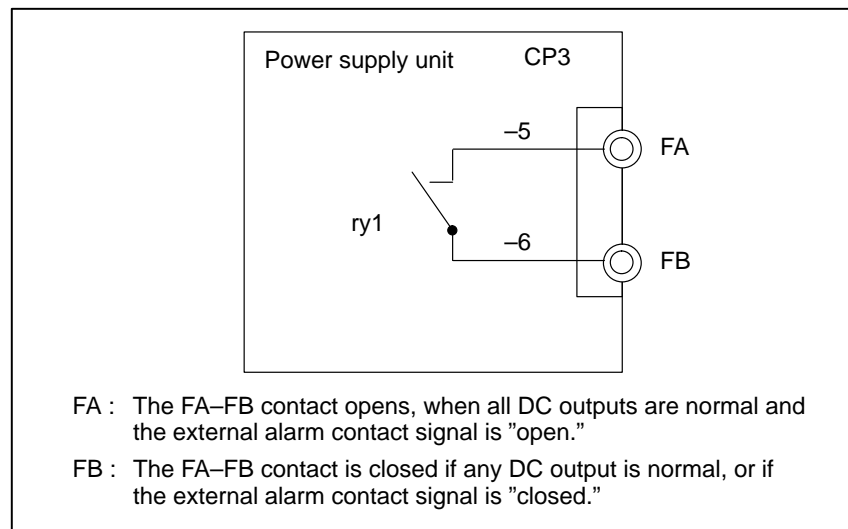 Power supply unit CP3
–5
FA
ry1
–6
FB
FA : The FA–FB contact opens, when all DC outputs are normal and
the external alarm contact signal is ”open.”
FB : The FA–FB contact is closed if any DC output is normal, or if
the external alarm contact signal is ”closed.”